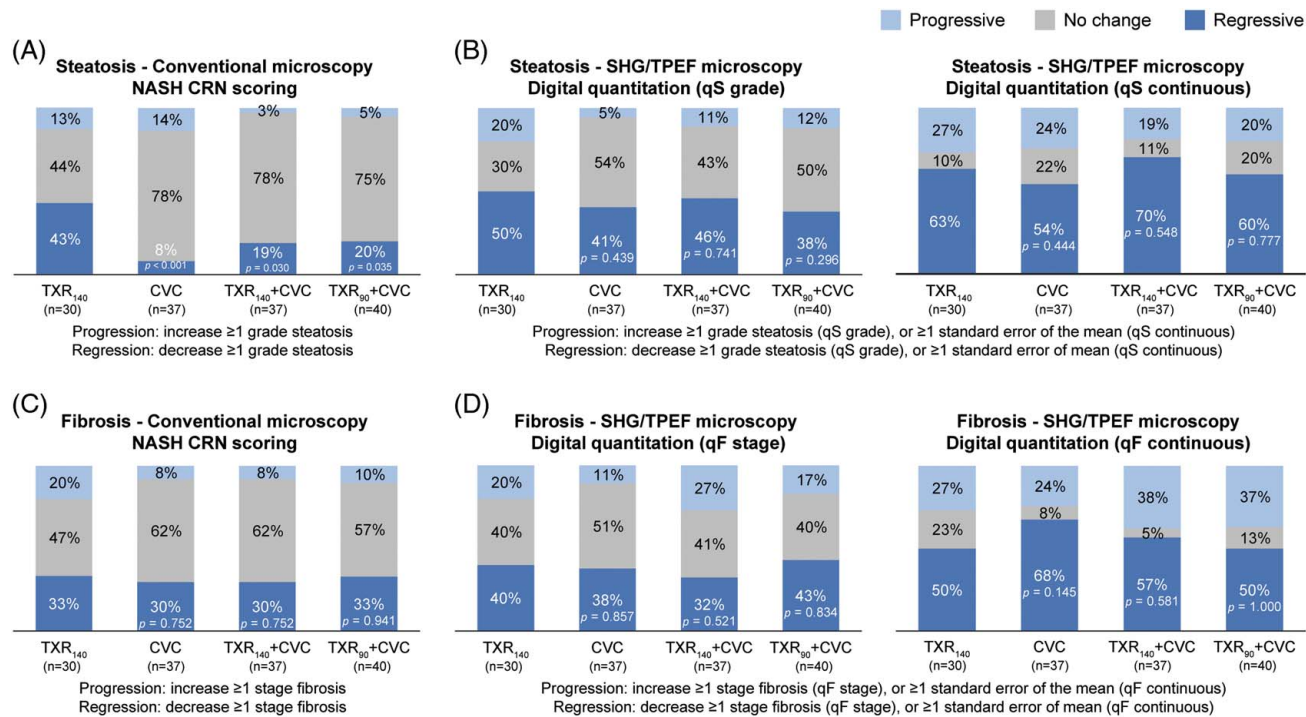 Progressive No change Regressive
(A)
Steatosis - Conventional microscopy
NASH CRN scoring
13% 14% 3% 5%
44% 78% 78% 75%
43% 8% 19% 20%
p < 0.001 p = 0.030 p = 0.035
TXR₁₄₀ CVC TXR₁₄₀+CVC TXR₉₀+CVC
(n=30) (n=37) (n=37) (n=40)
Progression: increase ≥1 grade steatosis
Regression: decrease ≥1 grade steatosis
(B)
Steatosis - SHG/TPEF microscopy
Digital quantitation (qS grade)
20% 5% 11% 12%
30% 54% 43% 50%
50% 41% 46% 38%
p = 0.439 p = 0.741 p = 0.296
TXR₁₄₀ CVC TXR₁₄₀+CVC TXR₉₀+CVC
(n=30) (n=37) (n=37) (n=40)
Steatosis - SHG/TPEF microscopy
Digital quantitation (qS continuous)
27% 24% 19% 20%
10% 22% 11% 20%
63% 54% 70% 60%
p = 0.444 p = 0.548 p = 0.777
TXR₁₄₀ CVC TXR₁₄₀+CVC TXR₉₀+CVC
(n=30) (n=37) (n=37) (n=40)
Progression: increase ≥1 grade steatosis (qS grade), or ≥1 standard error of the mean (qS continuous)
Regression: decrease ≥1 grade steatosis (qS grade), or ≥1 standard error of mean (qS continuous)
(C)
Fibrosis - Conventional microscopy
NASH CRN scoring
20% 8% 8% 10%
47% 62% 62% 57%
33% 30% 30% 33%
p = 0.752 p = 0.752 p = 0.941
TXR₁₄₀ CVC TXR₁₄₀+CVC TXR₉₀+CVC
(n=30) (n=37) (n=37) (n=40)
Progression: increase ≥1 stage fibrosis
Regression: decrease ≥1 stage fibrosis
(D)
Fibrosis - SHG/TPEF microscopy
Digital quantitation (qF stage)
20% 11% 27% 17%
40% 51% 41% 40%
40% 38% 32% 43%
p = 0.857 p = 0.521 p = 0.834
TXR₁₄₀ CVC TXR₁₄₀+CVC TXR₉₀+CVC
(n=30) (n=37) (n=37) (n=40)
Fibrosis - SHG/TPEF microscopy
Digital quantitation (qF continuous)
27% 24% 38% 37%
23% 8% 5% 13%
50% 68% 57% 50%
p = 0.145 p = 0.581 p = 1.000
TXR₁₄₀ CVC TXR₁₄₀+CVC TXR₉₀+CVC
(n=30) (n=37) (n=37) (n=40)
Progression: increase ≥1 stage fibrosis (qF stage), or ≥1 standard error of the mean (qF continuous)
Regression: decrease ≥1 stage fibrosis (qF stage), or ≥1 standard error of mean (qF continuous)